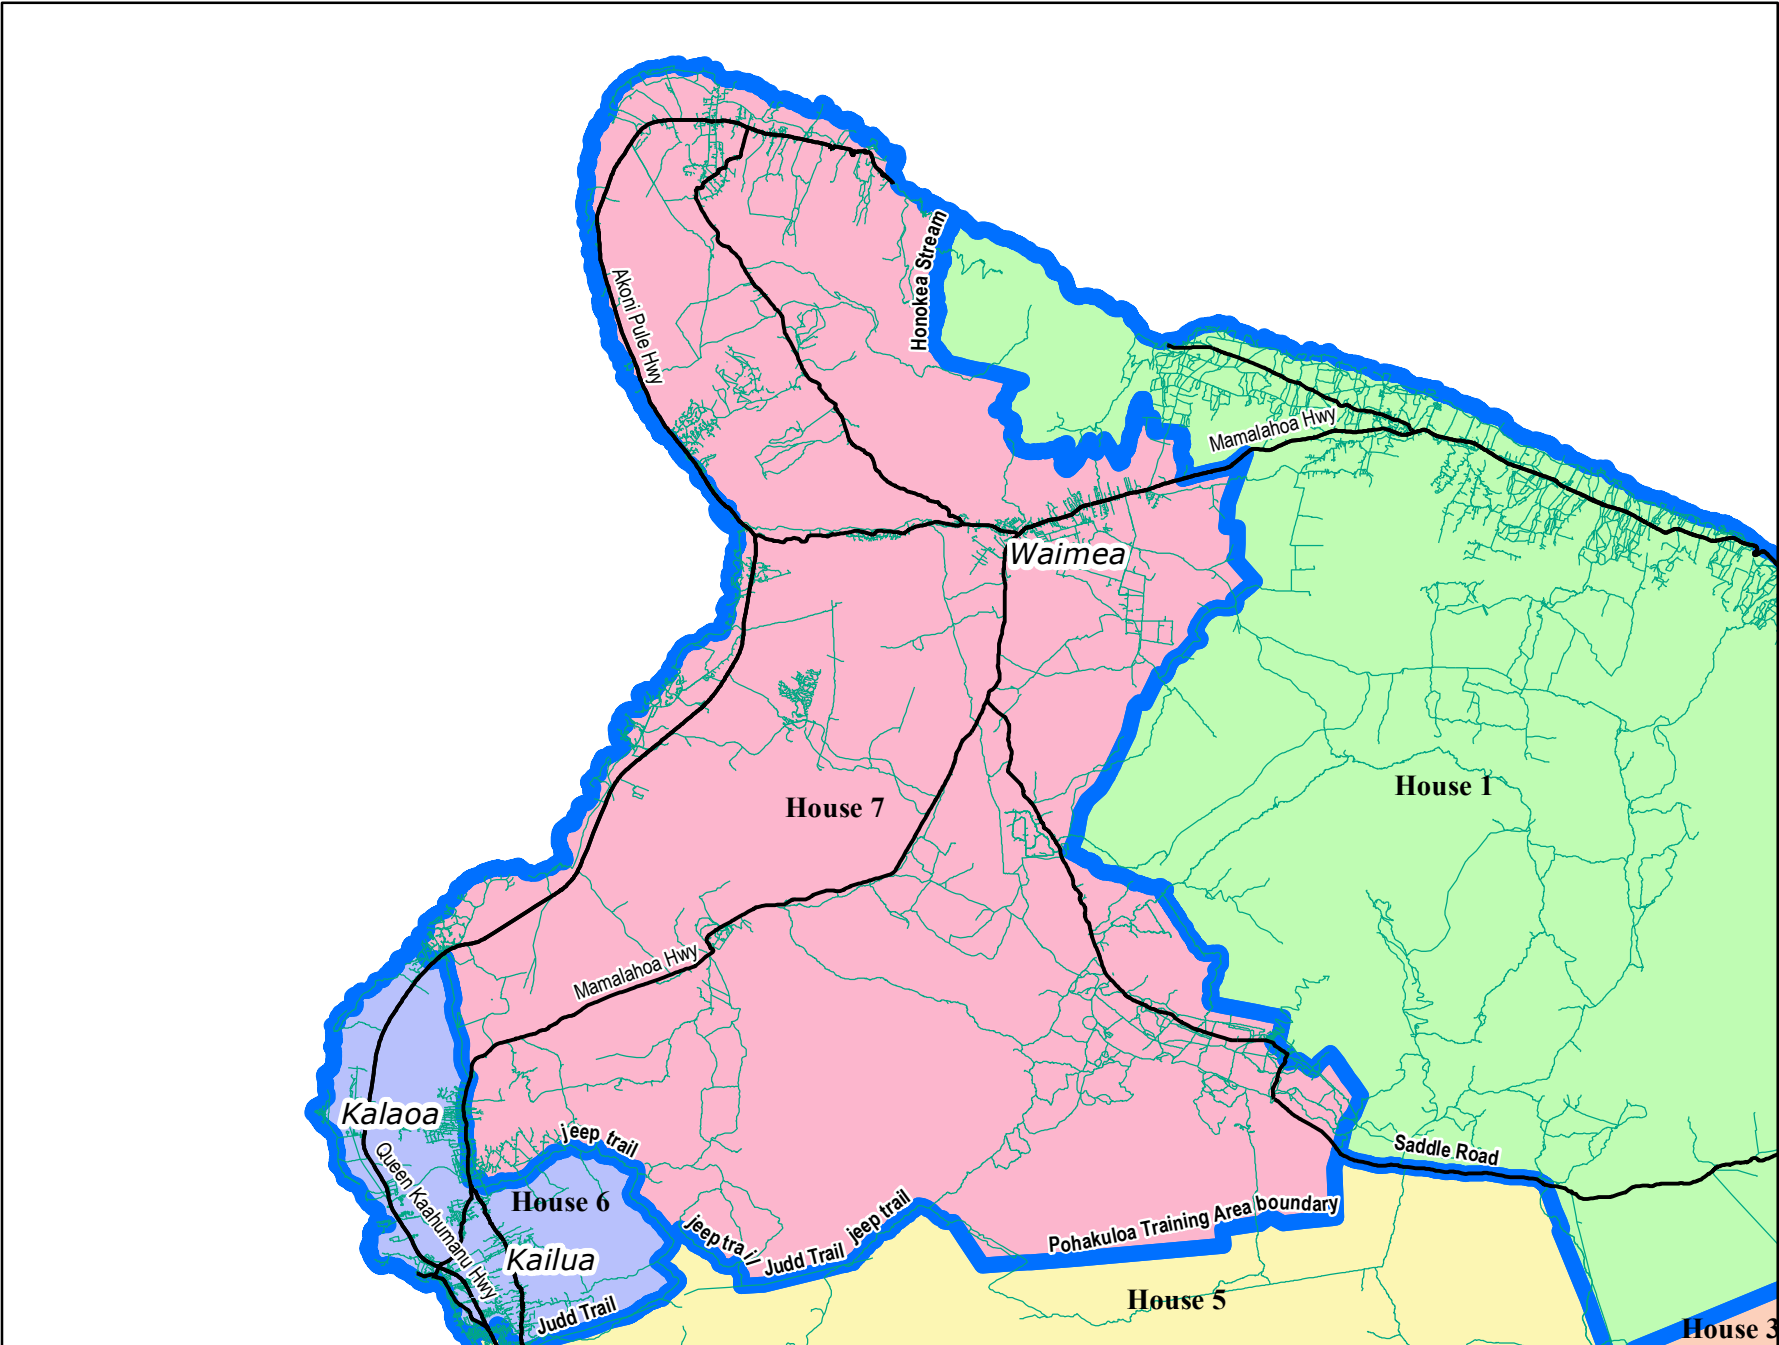 Honokea Stream
Akoni Pule Hwy
Mamalahoa Hwy
Waimea
House 1
House 7
Mamalahoa Hwy
Kalaoa
jeep trail
Saddle Road
Queen Kaahumanu Hwy
House 6
jeep trail
Judd Trail
jeep trail
Pohakuloa Training Area boundary
Kailua
House 5
Judd Trail
House 3